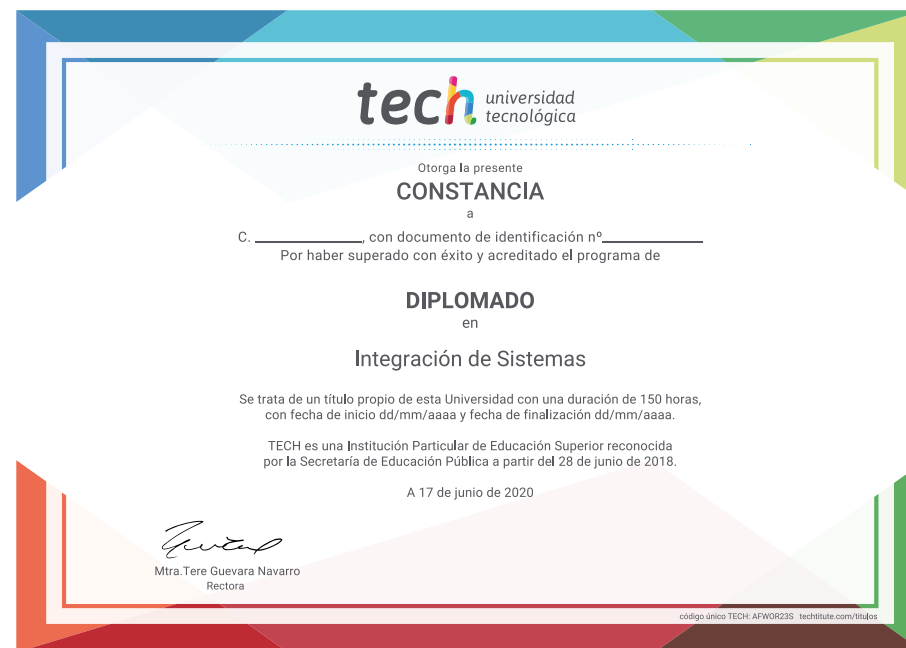 tech universidad
tecnológica
Otorga la presente
CONSTANCIA
a
C. ____________, con documento de identificación nº____________
Por haber superado con éxito y acreditado el programa de
DIPLOMADO
en
Integración de Sistemas
Se trata de un título propio de esta Universidad con una duración de 150 horas,
con fecha de inicio dd/mm/aaaa y fecha de finalización dd/mm/aaaa.
TECH es una Institución Particular de Educación Superior reconocida
por la Secretaría de Educación Pública a partir del 28 de junio de 2018.
A 17 de junio de 2020
Mtra.Tere Guevara Navarro
Rectora
código único TECH: AFWOR23S techtitute.com/titulos